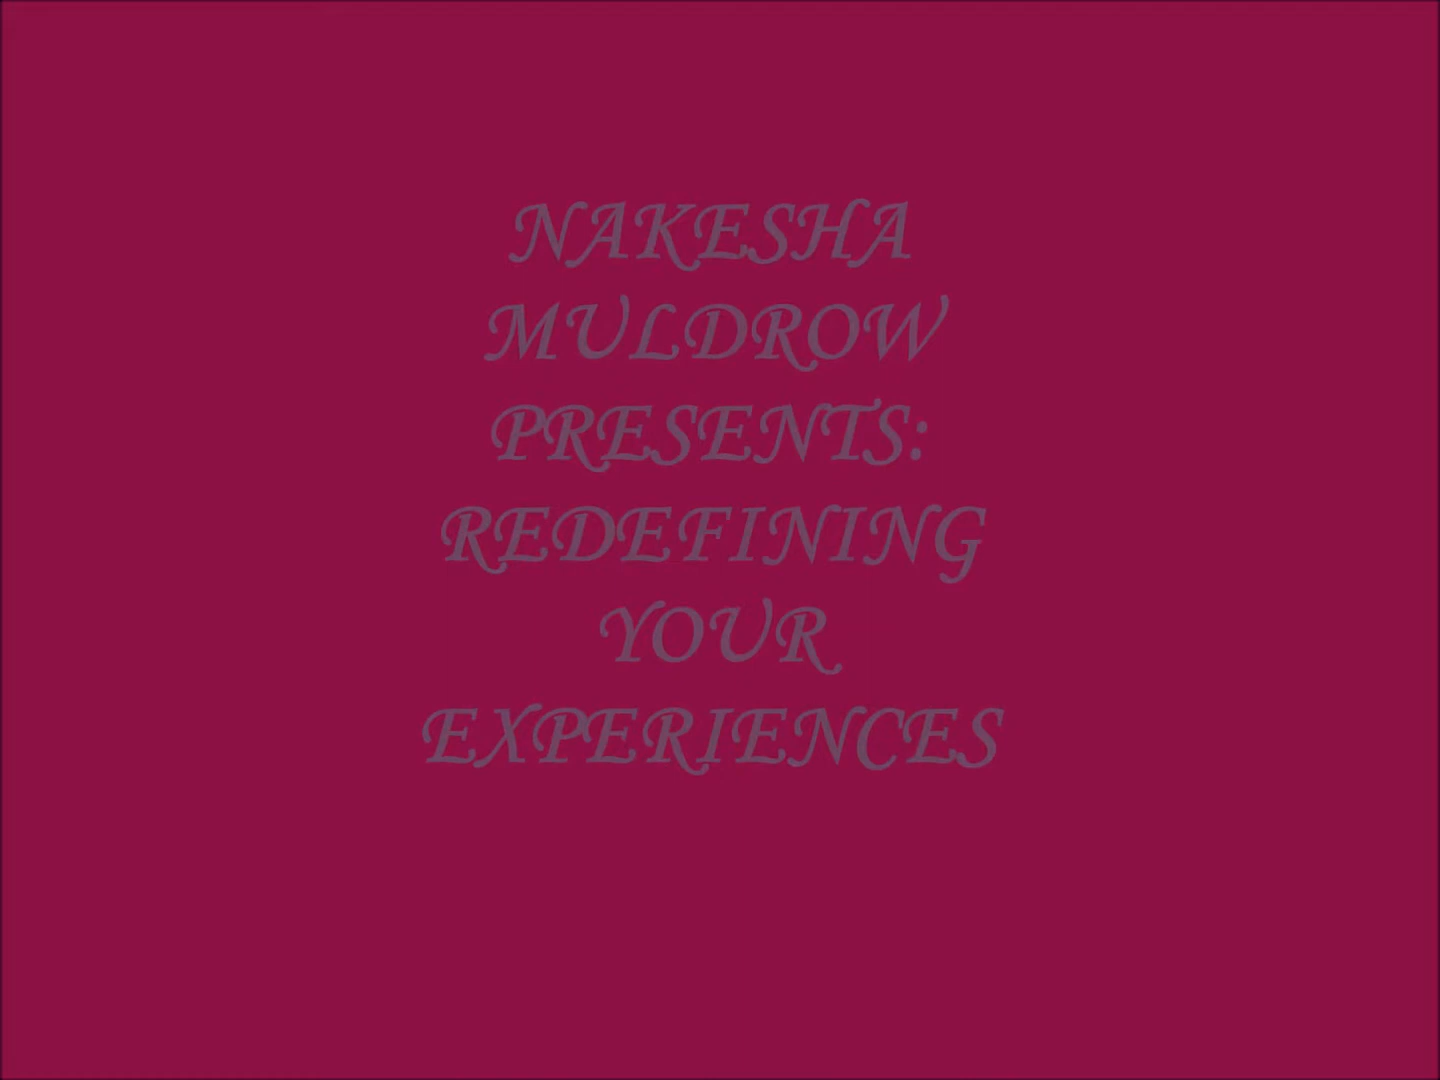 NAKESHA
MULDROW
PRESENTS:
REDEFINING
YOUR
EXPERIENCES